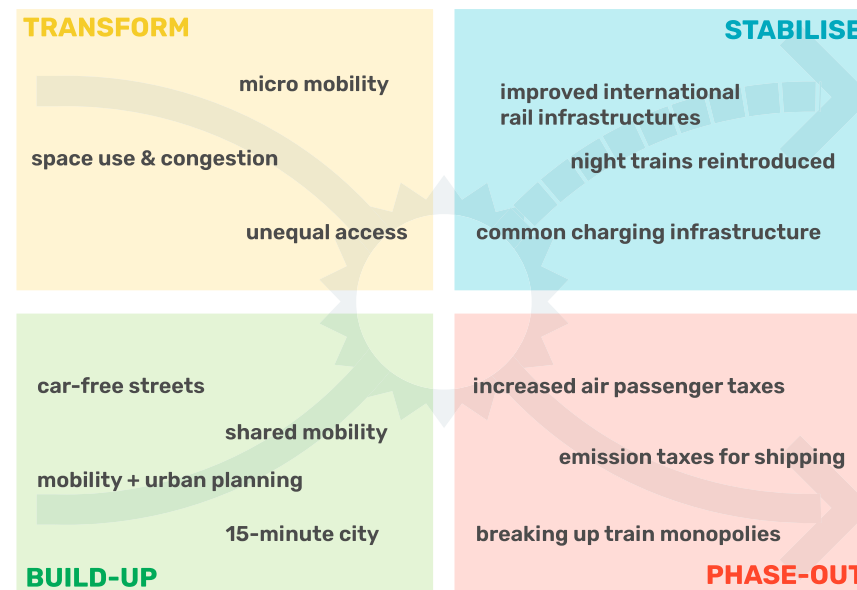 TRANSFORM
micro mobility
space use & congestion
unequal access
STABILISE
improved international
rail infrastructures
night trains reintroduced
common charging infrastructure
car-free streets
shared mobility
mobility + urban planning
15-minute city
BUILD-UP
increased air passenger taxes
emission taxes for shipping
breaking up train monopolies
PHASE-OUT